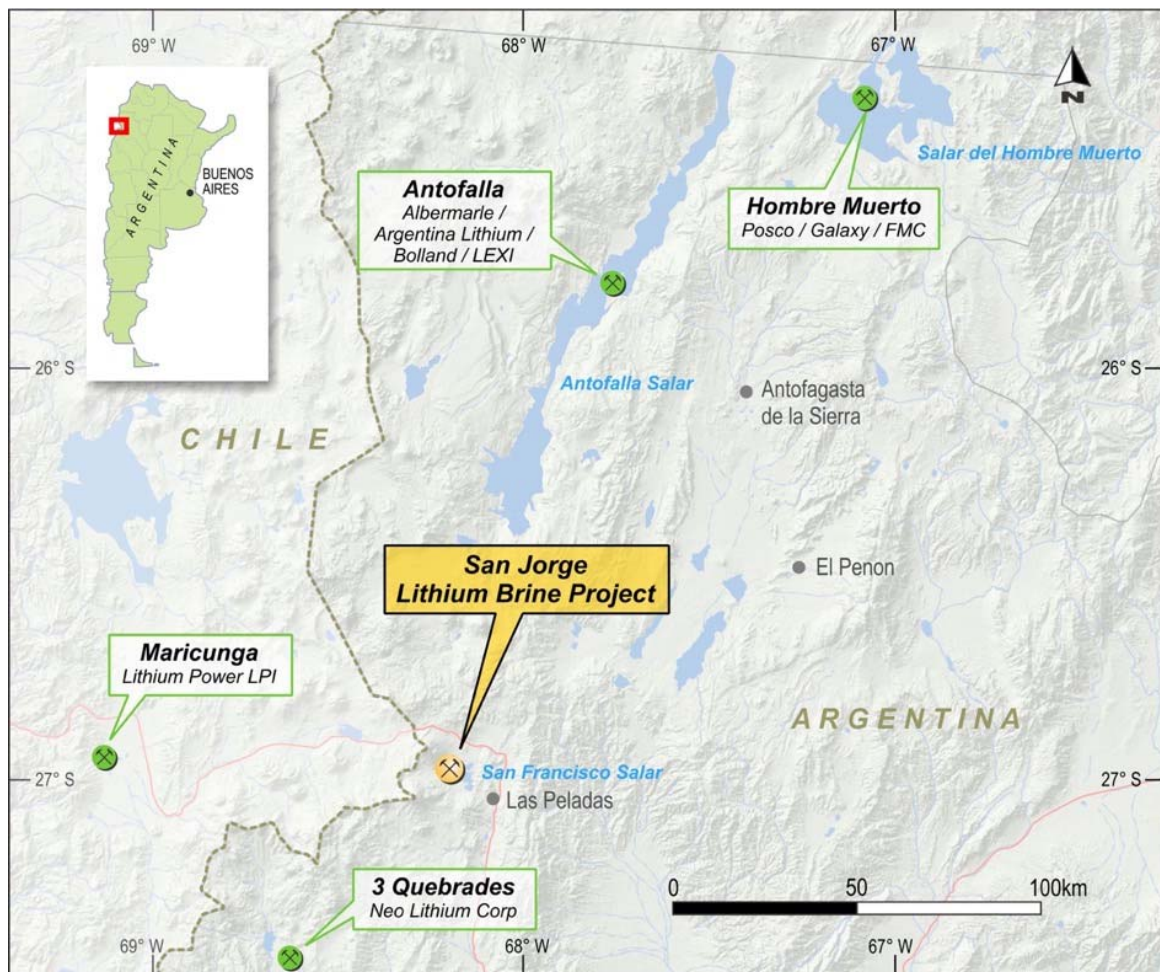 69° W
68° W
67° W
N
ARGENTINA
BUENOS
AIRES
Salar del Hombre Muerto
Antofalla
Albermarle /
Argentina Lithium /
Bolland / LEXI
Hombre Muerto
Posco / Galaxy / FMC
26° S
26° S
Antofalla Salar
Antofagasta
de la Sierra
CHILE
San Jorge
Lithium Brine Project
El Penon
Maricunga
Lithium Power LPI
ARGENTINA
27° S
San Francisco Salar
27° S
Las Peladas
3 Quebrades
Neo Lithium Corp
0
50
100km
69° W
68° W
67° W